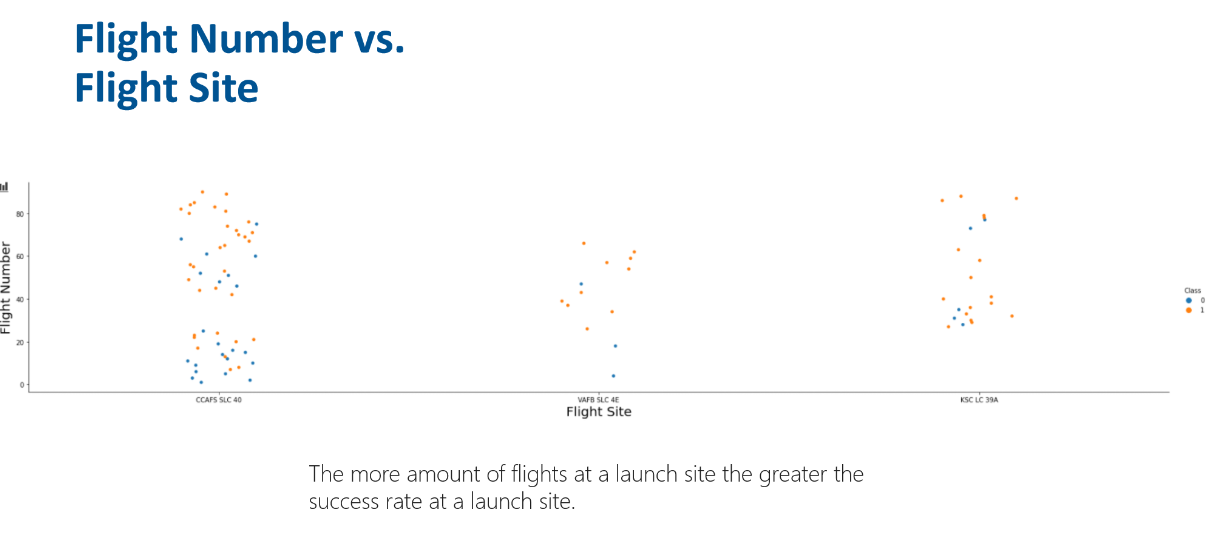 Flight Number vs.
Flight Site
Flight Number
80
60
40
20
0
CCAFS SLC 40
VAFB SLC 4E
KSC LC 39A
Flight Site
Class
0
1
The more amount of flights at a launch site the greater the
success rate at a launch site.